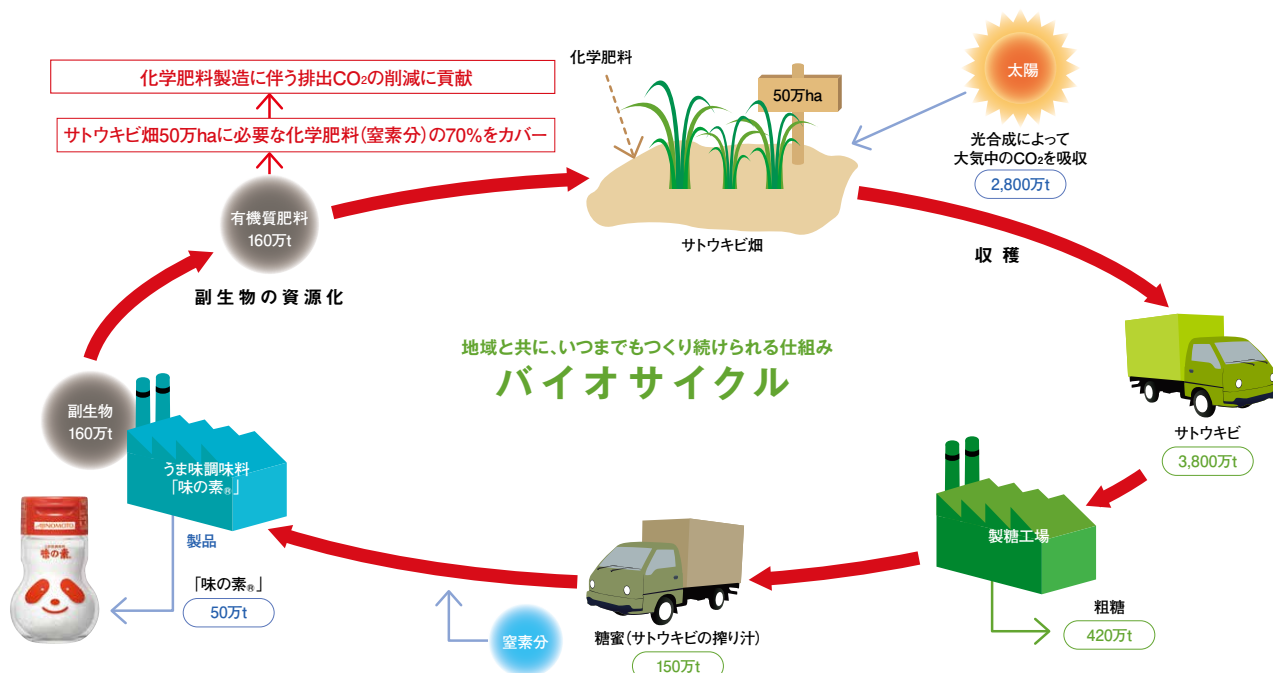 化学肥料製造に伴う排出CO₂の削減に貢献
サトウキビ畑50万haに必要な化学肥料(窒素分)の70%をカバー
有機質肥料
160万t
副生物の資源化
化学肥料
50万ha
サトウキビ畑
太陽
光合成によって
大気中のCO₂を吸収
2,800万t
収穫
地域と共に、いつまでもつくり続けられる仕組み
バイオサイクル
サトウキビ
3,800万t
製糖工場
粗糖
420万t
糖蜜(サトウキビの搾り汁)
150万t
窒素分
うま味調味料
「味の素®」
製品
「味の素®」
50万t
副生物
160万t
AJINOMOTO
味の素